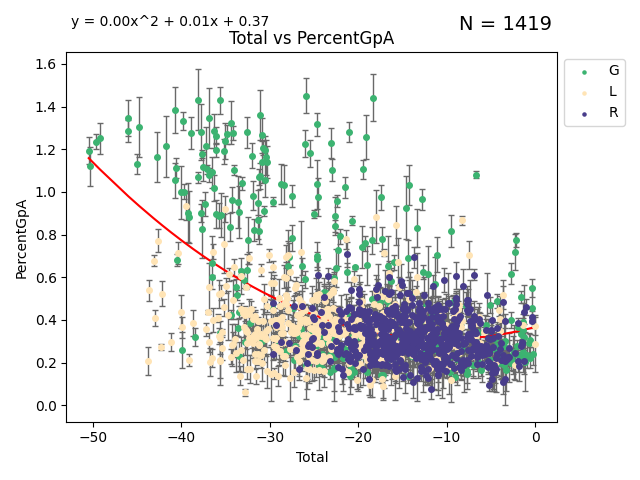 y = 0.00x^2 + 0.01x + 0.37
N = 1419
Total vs PercentGpA
G
L
R
PercentGpA
1.6
1.4
1.2
1.0
0.8
0.6
0.4
0.2
0.0
−50
−40
−30
−20
−10
0
Total